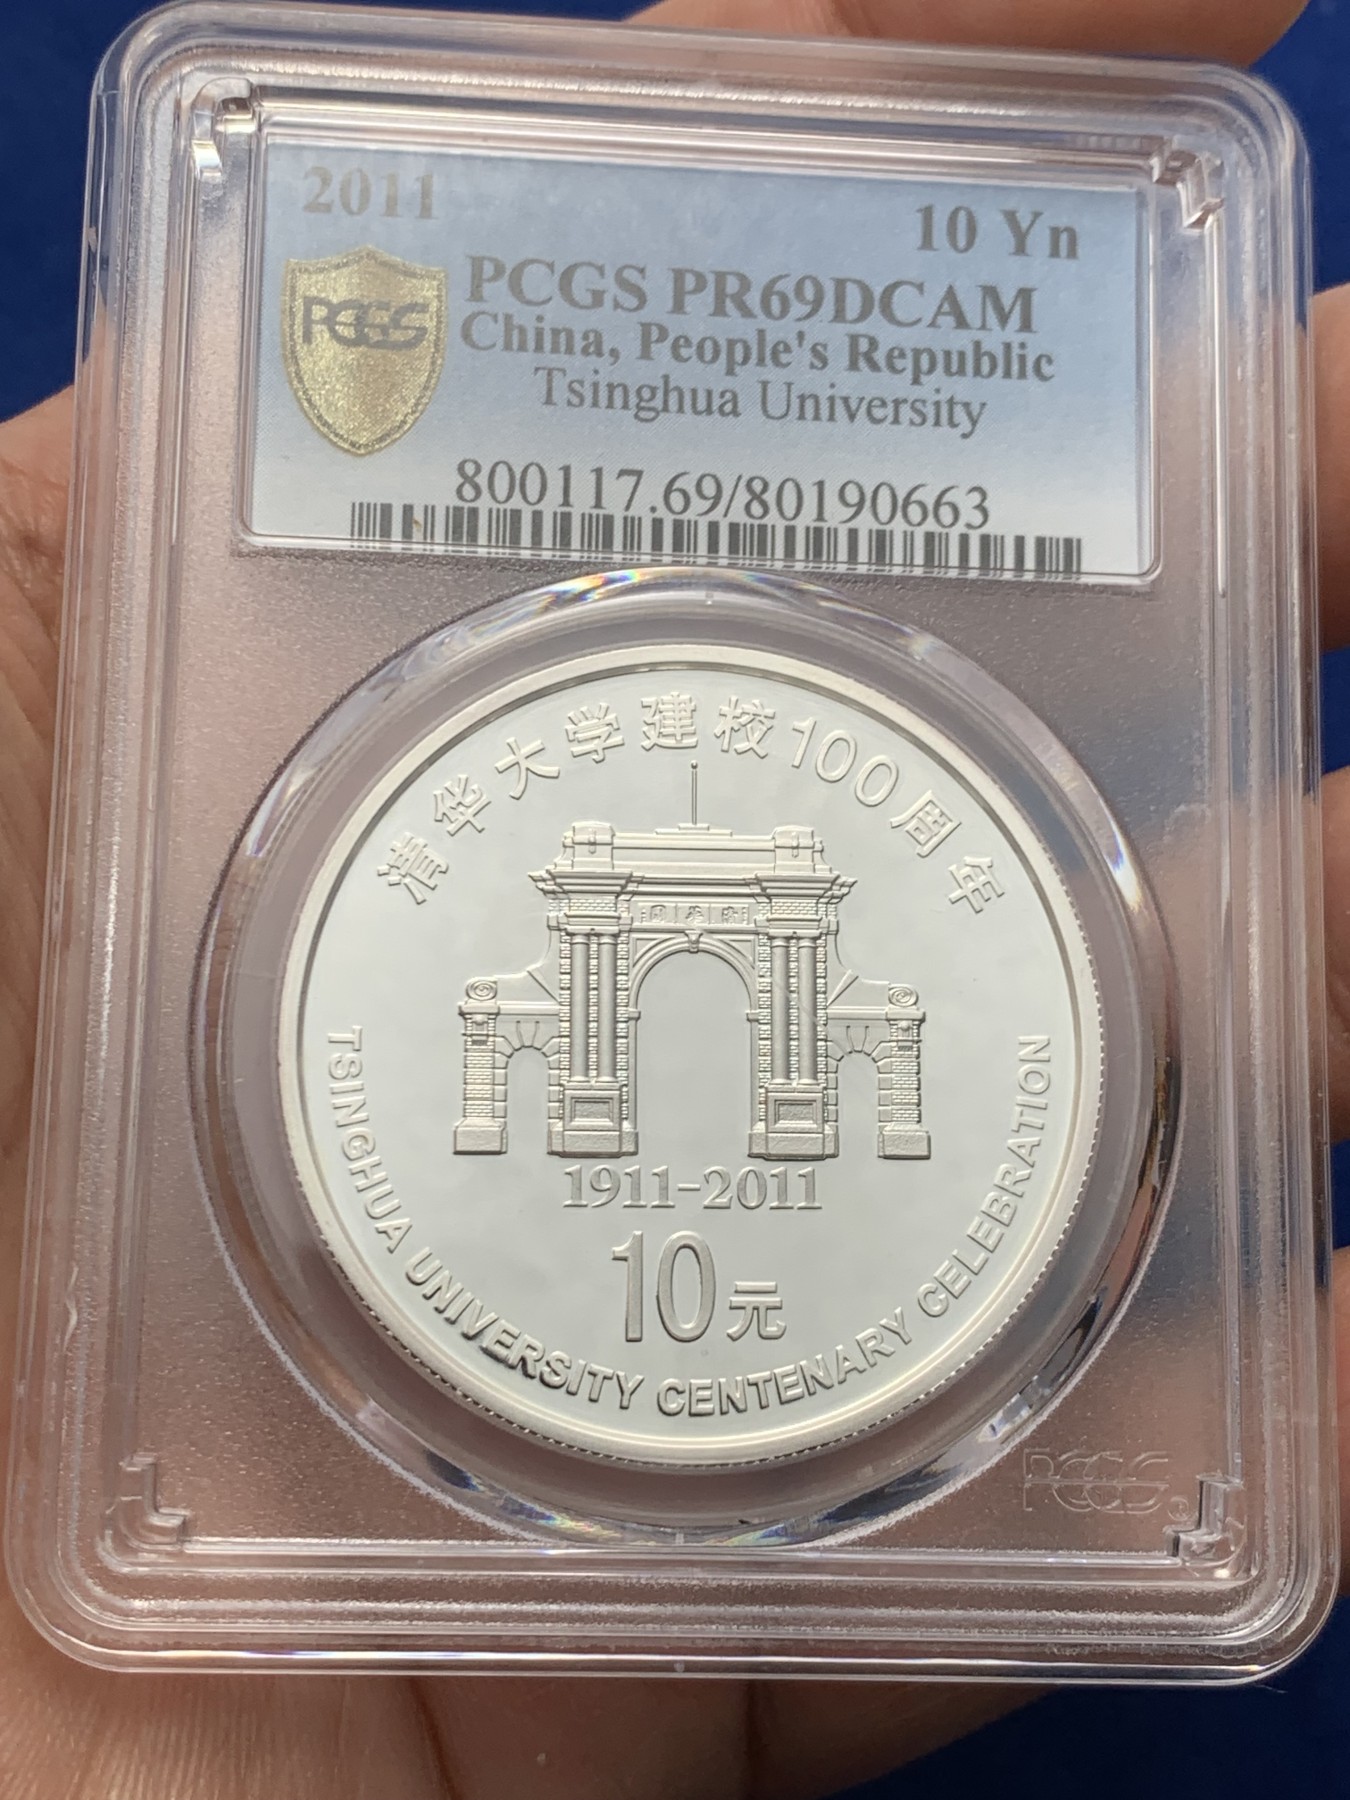 2011
10 Yn
PCGS
PCGS PR69DCAM
China, People's Republic
Tsinghua University
800117.69/80190663
清华大学建校100周年
1911-2011
10元
TSINGHUA UNIVERSITY CENTENARY CELEBRATION
PCGS